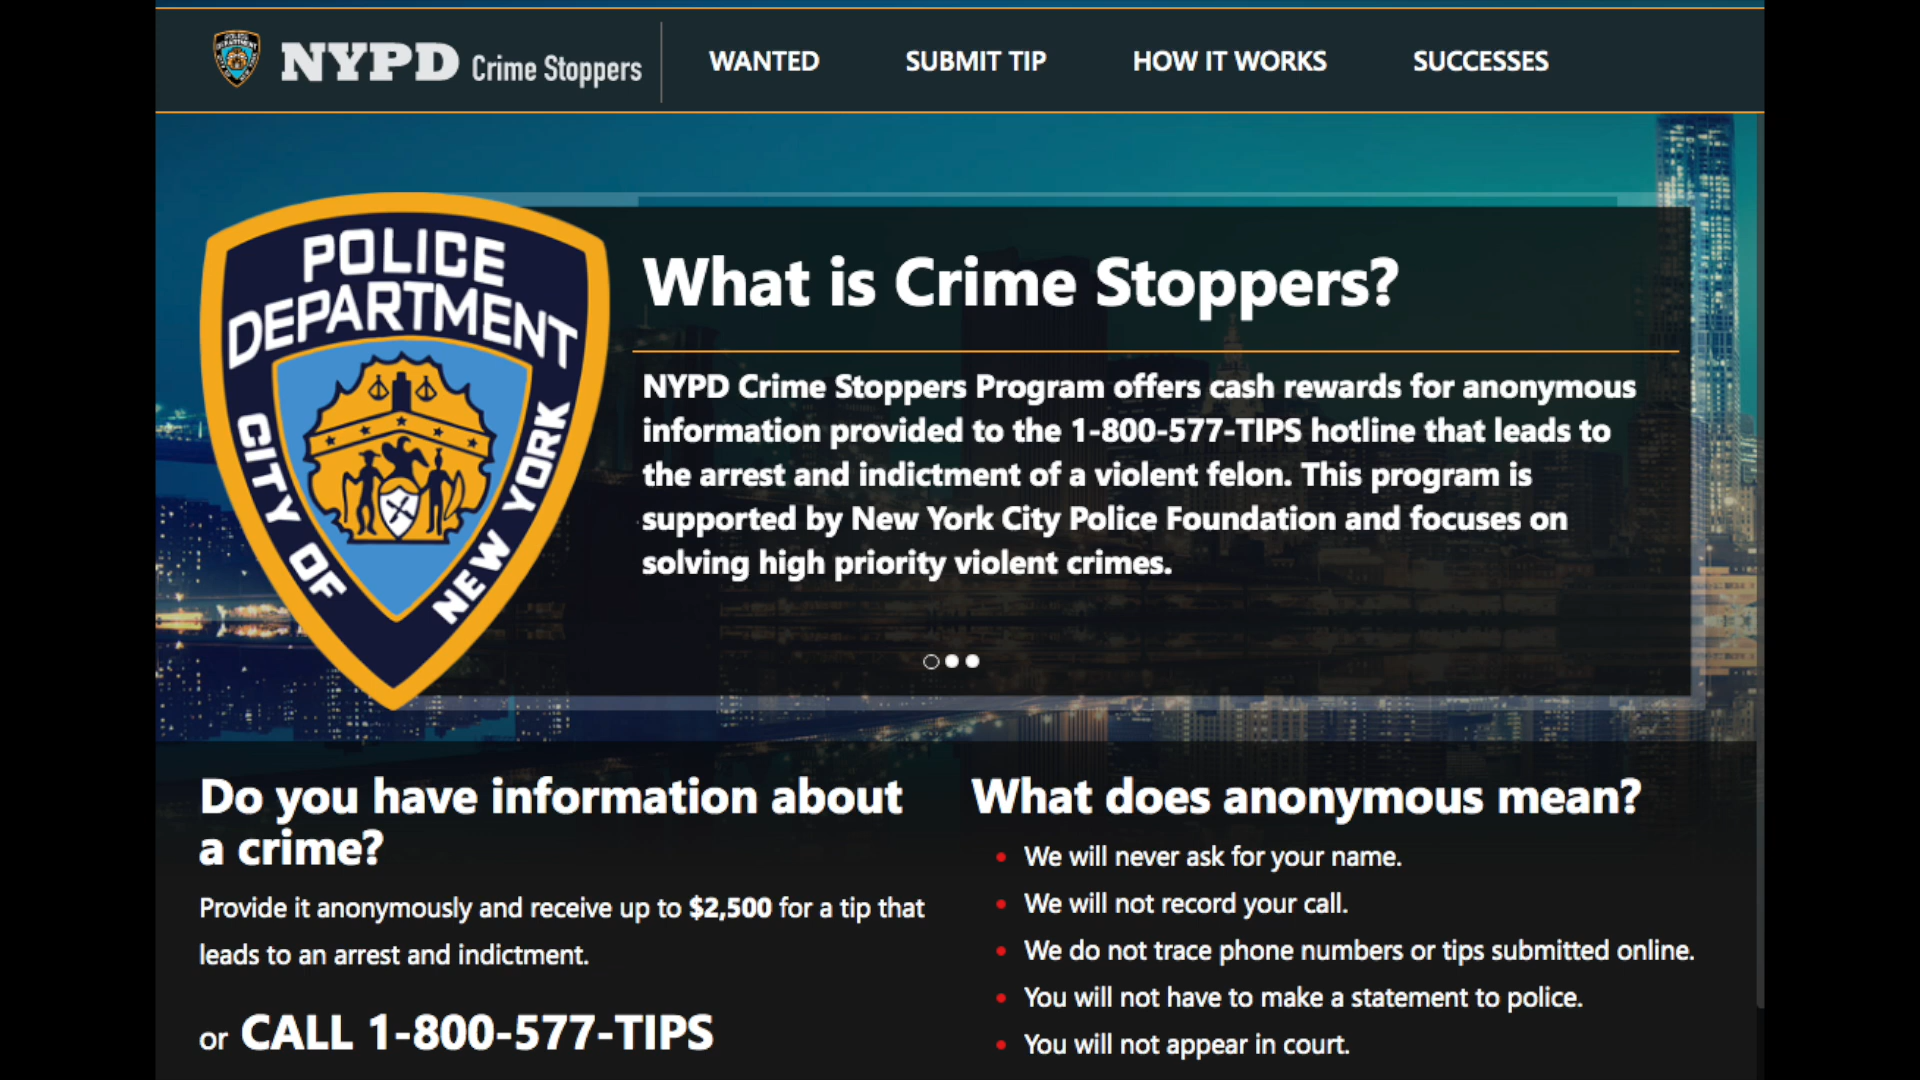 NYPD Crime Stoppers
WANTED
SUBMIT TIP
HOW IT WORKS
SUCCESSES
POLICE
DEPARTMENT
CITY OF
NEW YORK
What is Crime Stoppers?
NYPD Crime Stoppers Program offers cash rewards for anonymous
information provided to the 1-800-577-TIPS hotline that leads to
the arrest and indictment of a violent felon. This program is
supported by New York City Police Foundation and focuses on
solving high priority violent crimes.
Do you have information about
a crime?
Provide it anonymously and receive up to $2,500 for a tip that
leads to an arrest and indictment.
or CALL 1-800-577-TIPS
What does anonymous mean?
• We will never ask for your name.
• We will not record your call.
• We do not trace phone numbers or tips submitted online.
• You will not have to make a statement to police.
• You will not appear in court.